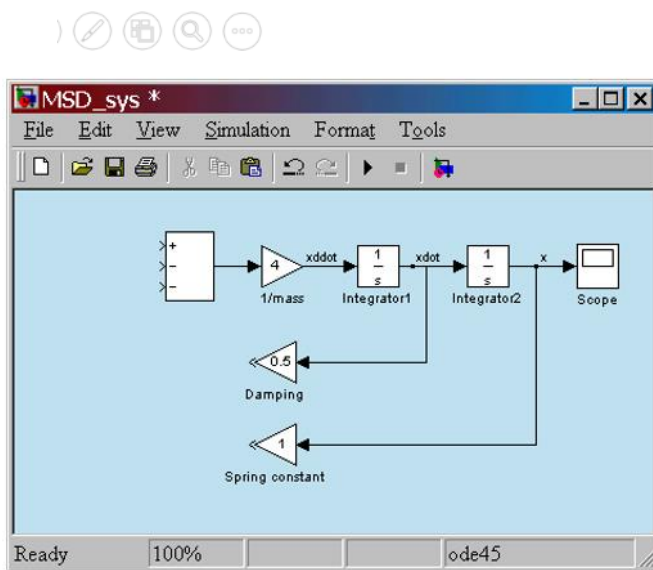 MSD_sys *
File Edit View Simulation Format Tools
+
-
-
4
xddot
1
s
xdot
1
s
x
1/mass
Integrator1
Integrator2
Scope
0.5
Damping
1
Spring constant
Ready 100% ode45